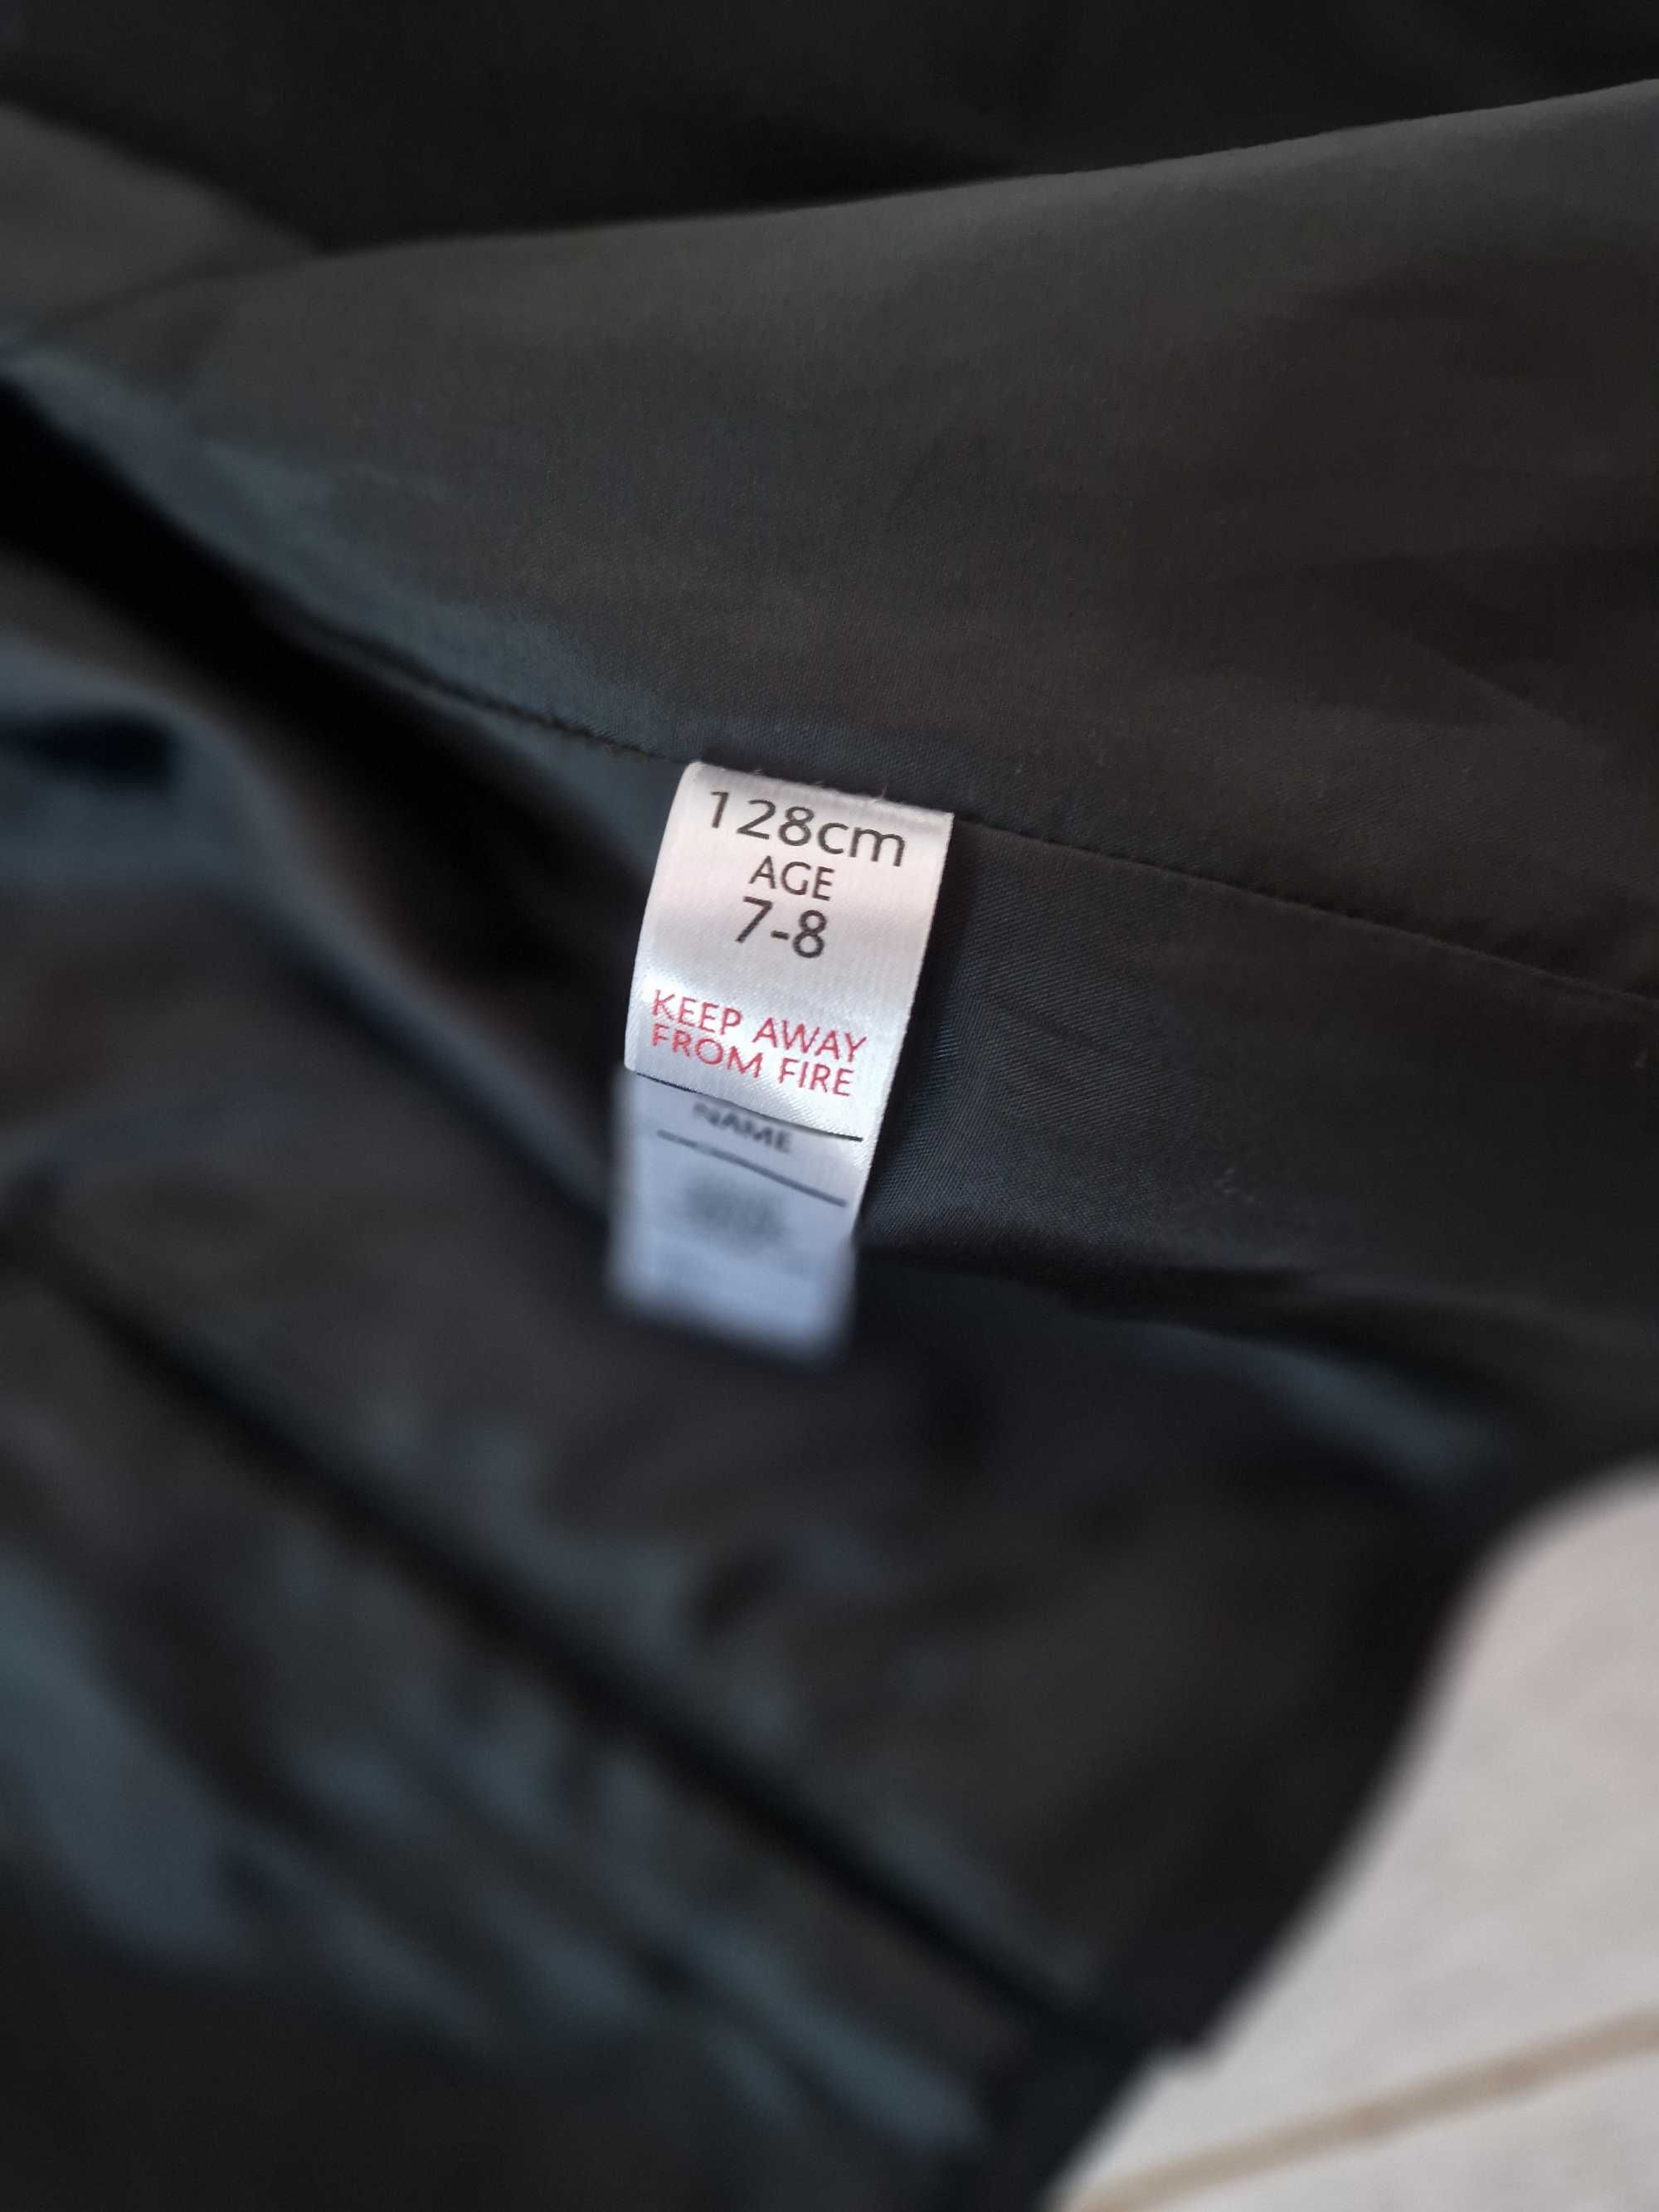 128cm
AGE
7-8
KEEP AWAY
FROM FIRE
NAME